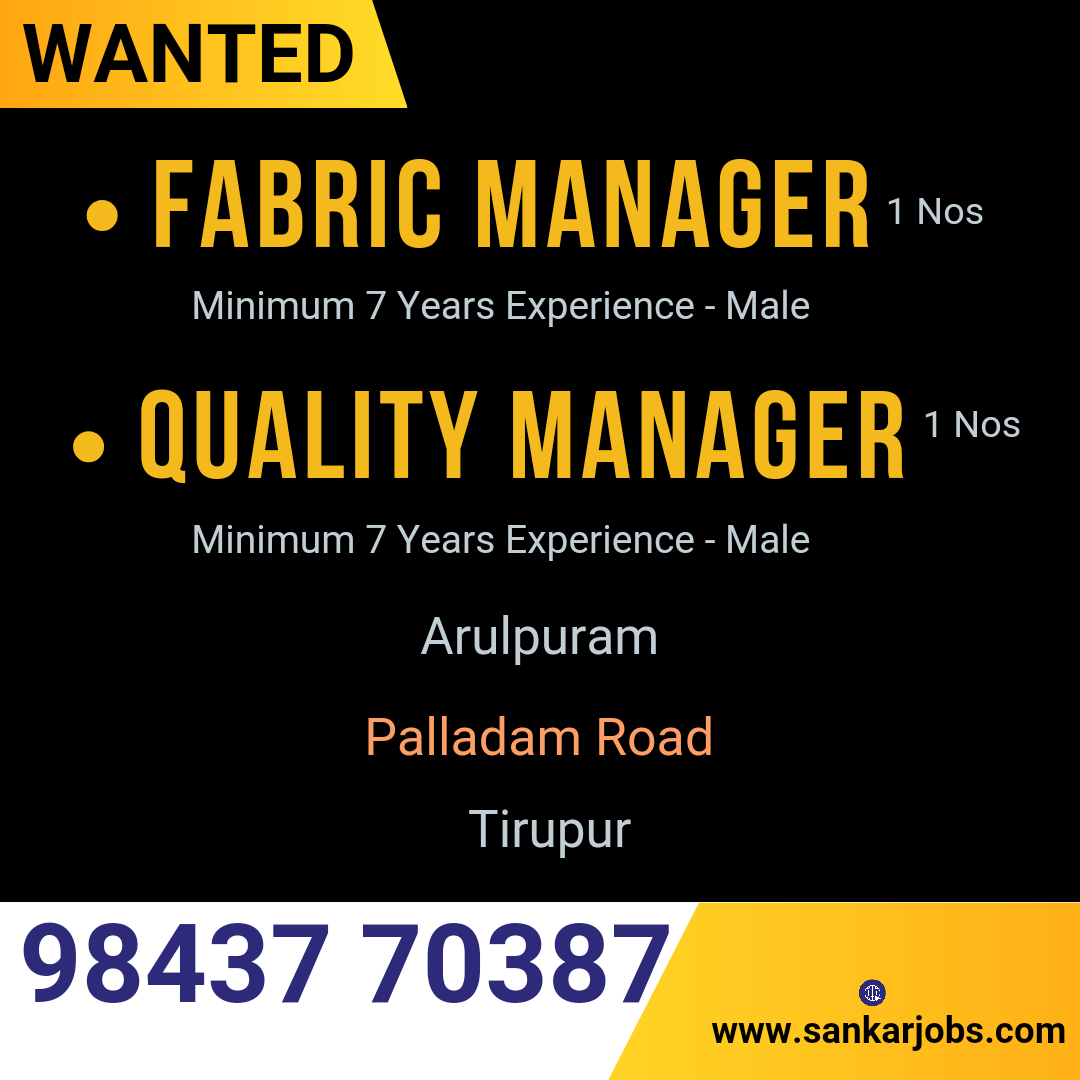 WANTED
• FABRIC MANAGER 1 Nos
Minimum 7 Years Experience - Male
• QUALITY MANAGER 1 Nos
Minimum 7 Years Experience - Male
Arulpuram
Palladam Road
Tirupur
98437 70387
www.sankarjobs.com